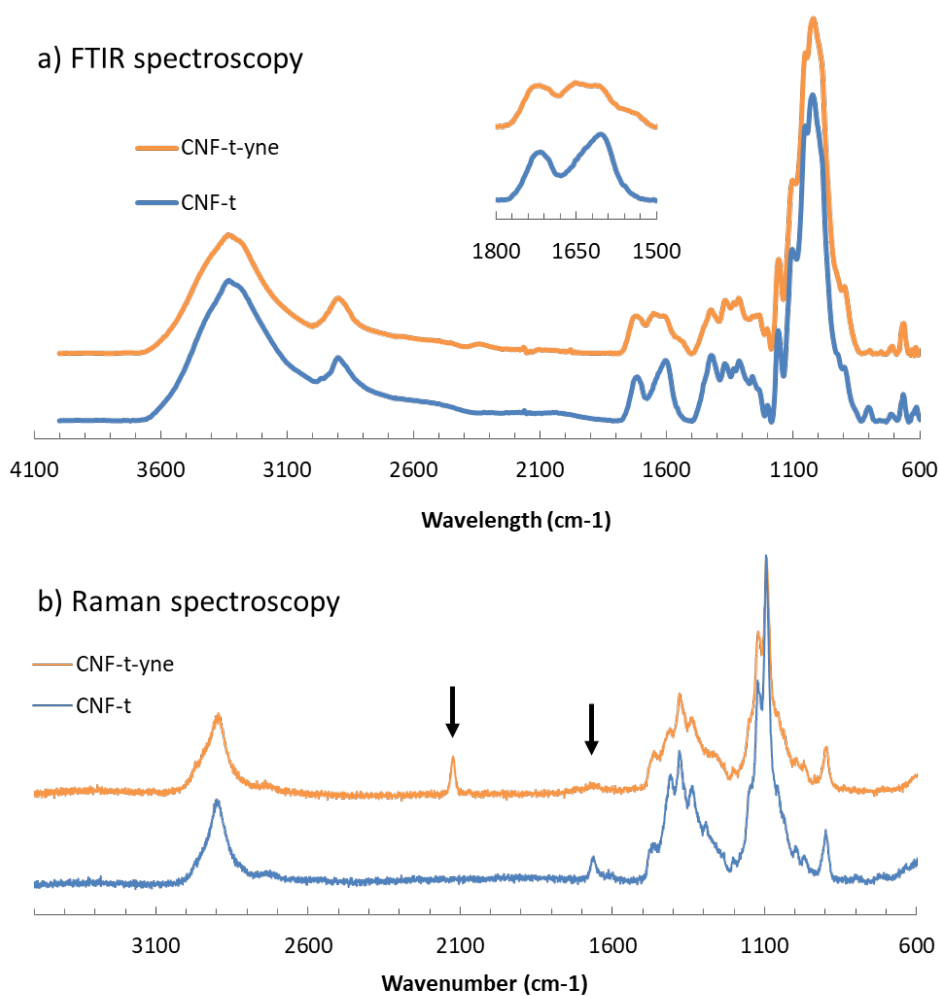 a) FTIR spectroscopy
CNF-t-yne
CNF-t
1800 1650 1500
4100 3600 3100 2600 2100 1600 1100 600
Wavelength (cm-1)
b) Raman spectroscopy
CNF-t-yne
CNF-t
3100 2600 2100 1600 1100 600
Wavenumber (cm-1)